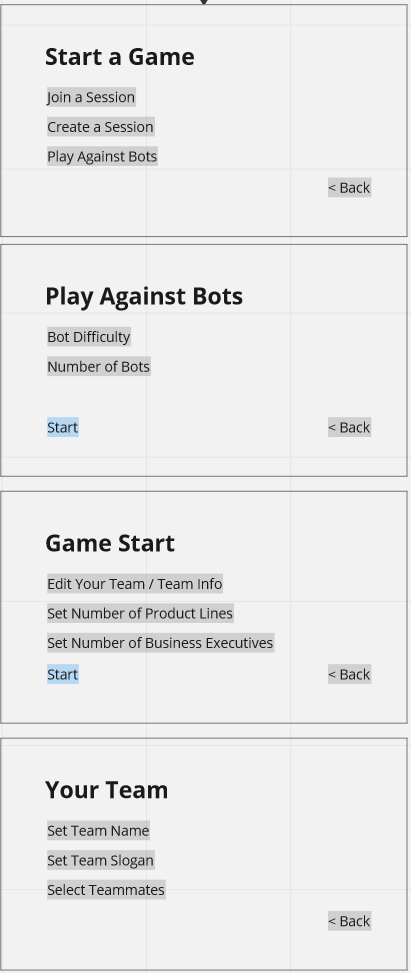 Start a Game
Join a Session
Create a Session
Play Against Bots
< Back
Play Against Bots
Bot Difficulty
Number of Bots
Start
< Back
Game Start
Edit Your Team / Team Info
Set Number of Product Lines
Set Number of Business Executives
Start
< Back
Your Team
Set Team Name
Set Team Slogan
Select Teammates
< Back